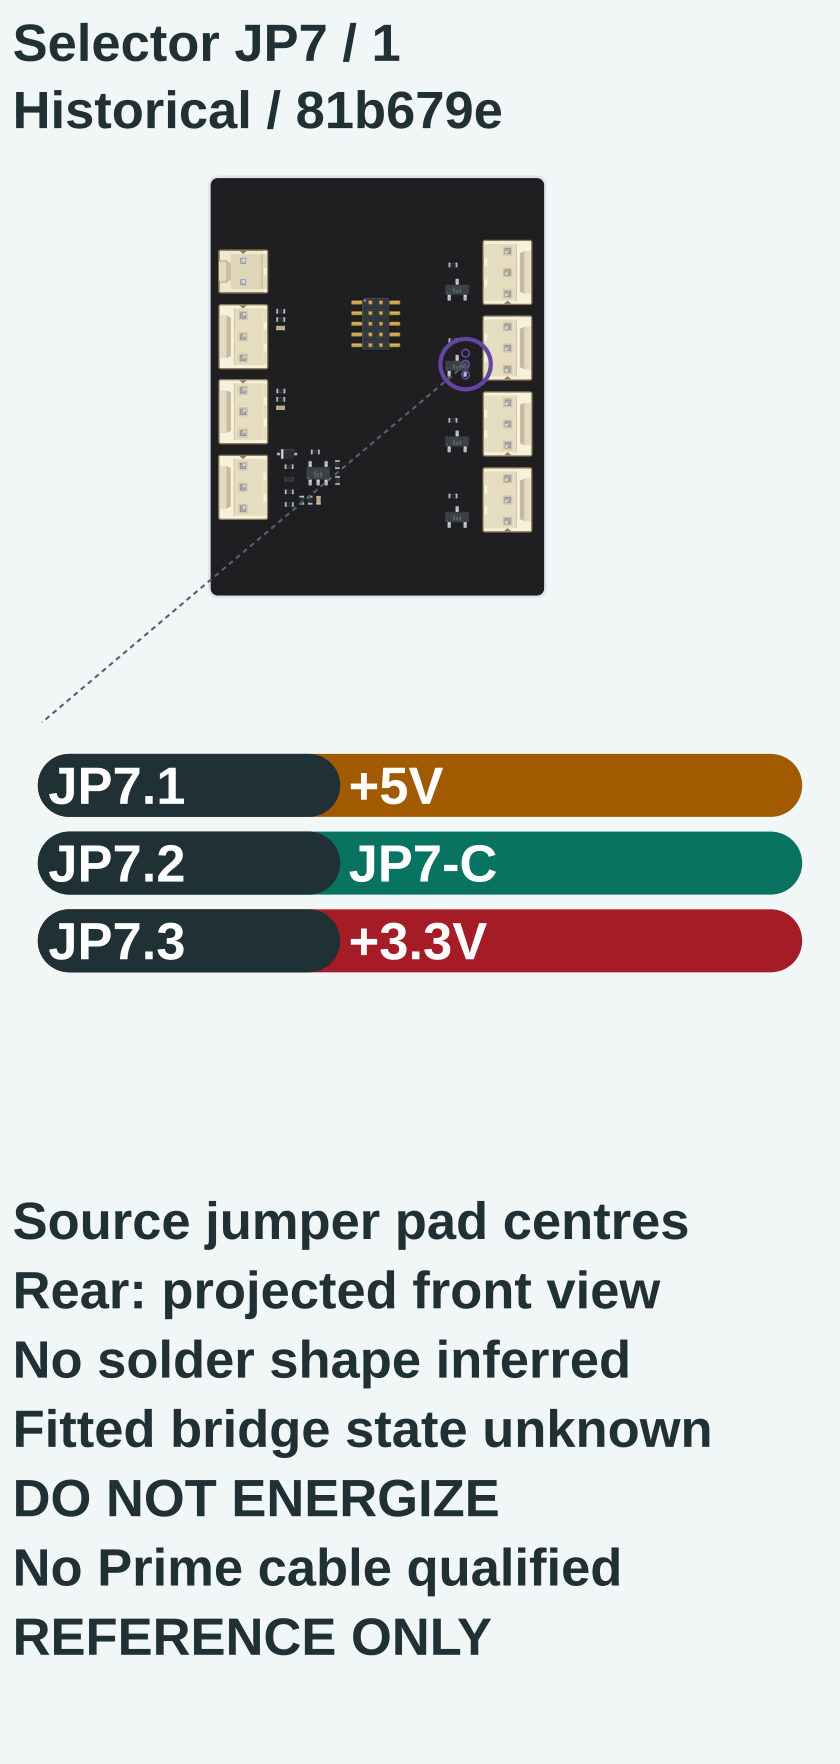 Selector JP7 / 1
Historical / 81b679e
JP7.1 +5V
JP7.2 JP7-C
JP7.3 +3.3V
Source jumper pad centres
Rear: projected front view
No solder shape inferred
Fitted bridge state unknown
DO NOT ENERGIZE
No Prime cable qualified
REFERENCE ONLY